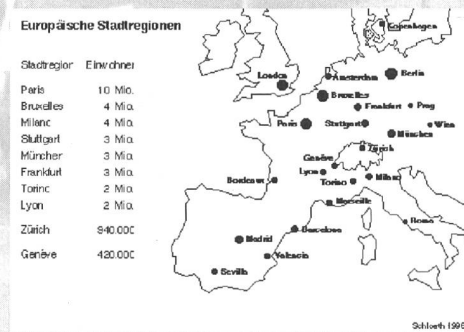 Europäische Stadtregionen
Stadtregion Einwohner
Paris 10 Mio.
Bruxelles 4 Mio.
Milano 4 Mio.
Stuttgart 3 Mio.
München 3 Mio.
Frankfurt 3 Mio.
Torino 2 Mio.
Lyon 2 Mio.
Zürich 940.000
Genève 420.000
Kopenhagen
London
Amsterdam
Berlin
Bruxelles
Frankfurt
Prag
Paris
Stuttgart
Wien
München
Zürich
Genève
Lyon
Milano
Bordeaux
Torino
Marseille
Barcelona
Roma
Madrid
Valencia
Sevilla
Schloeth 1996